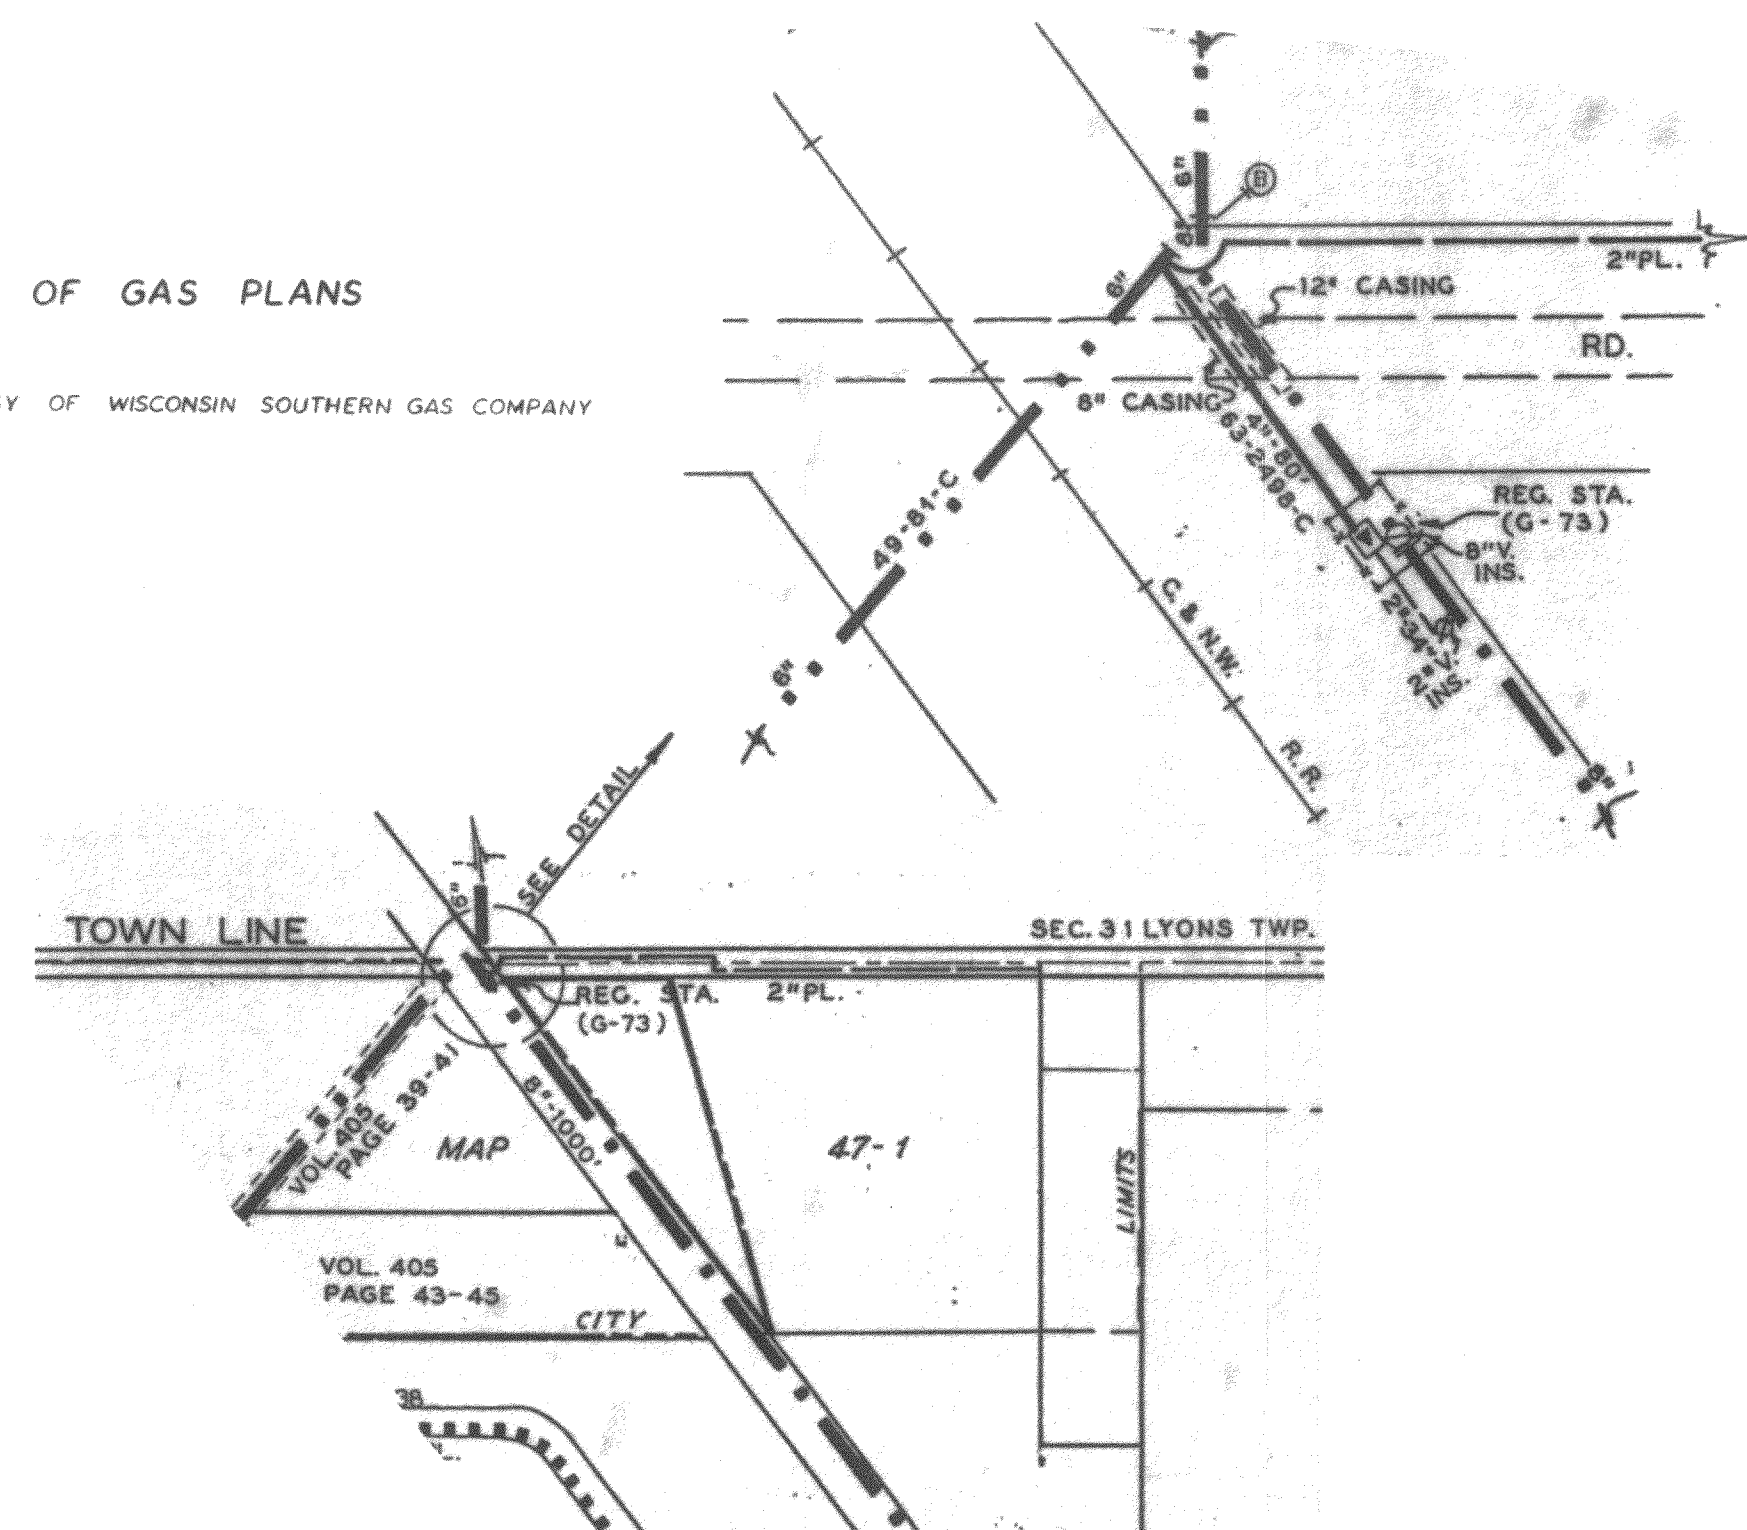 OF GAS PLANS
OF WISCONSIN SOUTHERN GAS COMPANY
6"
B
8"
2"PL.
6"
12" CASING
RD.
8" CASING
4"-80'
63-2498-C
REG. STA.
(G-73)
8"V.
INS.
49-81-C
C. & N.W.
R.R.
2"-34'
2"V.
INS.
6"
8"
SEE DETAIL
6"
TOWN LINE
SEC. 31 LYONS TWP.
REG. STA.
(G-73)
2"PL.
VOL. 405
PAGE 39-41
8"-1000'
MAP
47-1
LIMITS
VOL. 405
PAGE 43-45
CITY
38